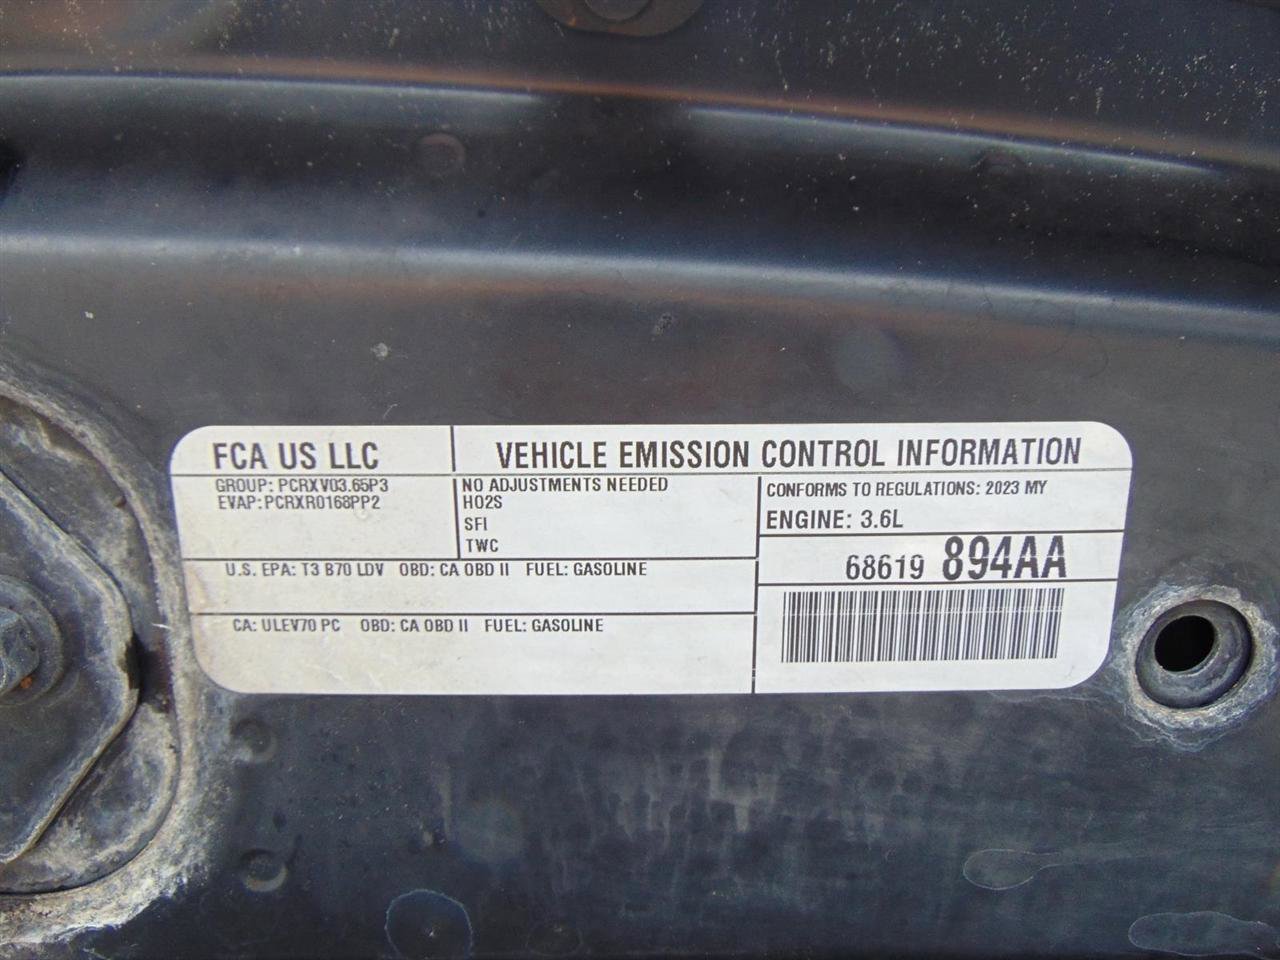 FCA US LLC
VEHICLE EMISSION CONTROL INFORMATION
GROUP: PCRXV03.65P3
EVAP: PCRXR0168PP2
NO ADJUSTMENTS NEEDED
HO2S
SFI
TWC
CONFORMS TO REGULATIONS: 2023 MY
ENGINE: 3.6L
68619 894AA
U.S. EPA: T3 B70 LDV OBD: CA OBD II FUEL: GASOLINE
CA: ULEV70 PC OBD: CA OBD II FUEL: GASOLINE